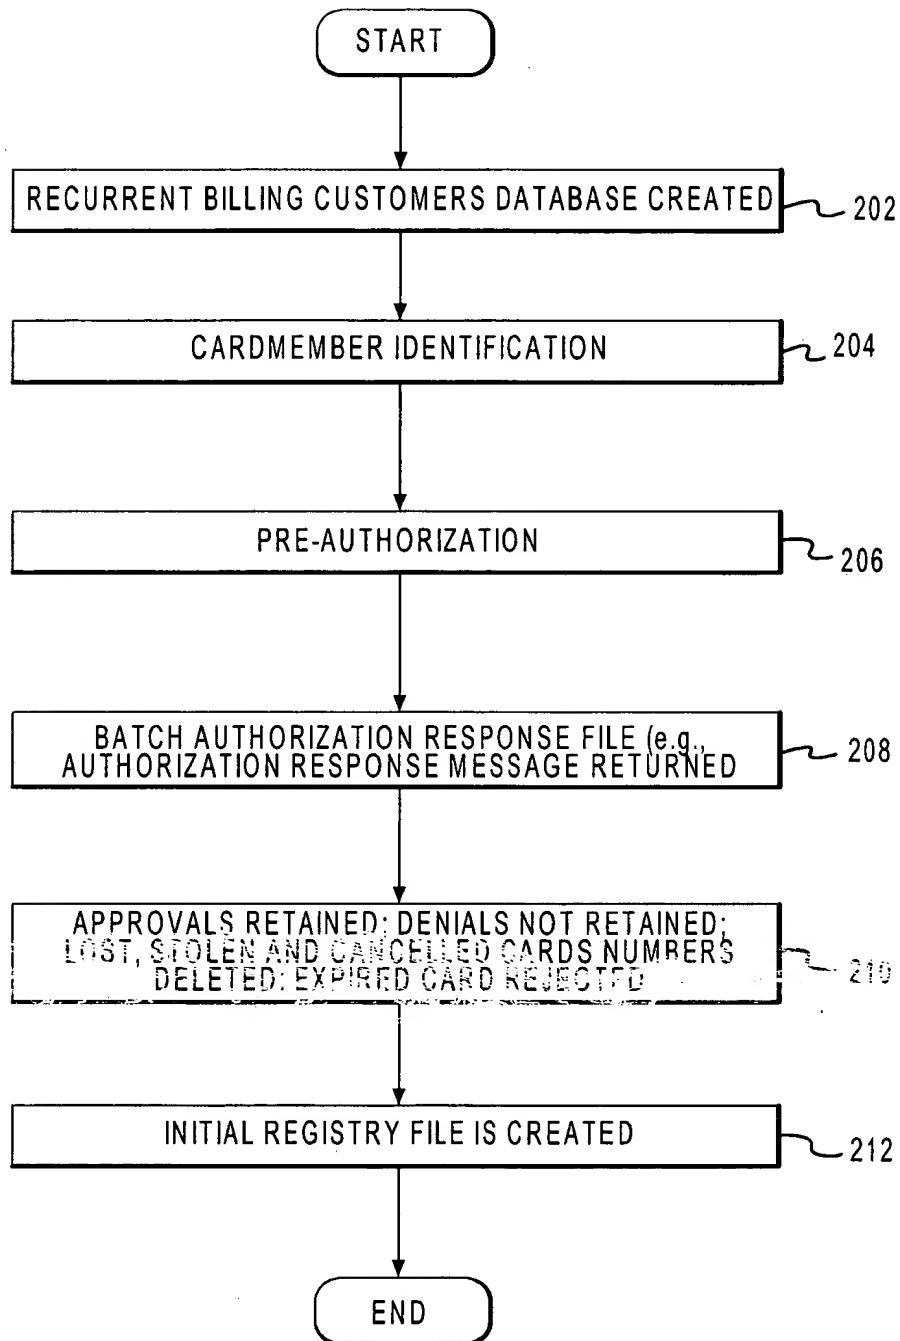 START
RECURRENT BILLING CUSTOMERS DATABASE CREATED
202
CARDMEMBER IDENTIFICATION
204
PRE-AUTHORIZATION
206
BATCH AUTHORIZATION RESPONSE FILE (e.g.,
AUTHORIZATION RESPONSE MESSAGE RETURNED
208
APPROVALS RETAINED; DENIALS NOT RETAINED;
LOST, STOLEN AND CANCELLED CARDS NUMBERS
DELETED; EXPIRED CARD REJECTED
210
INITIAL REGISTRY FILE IS CREATED
212
END